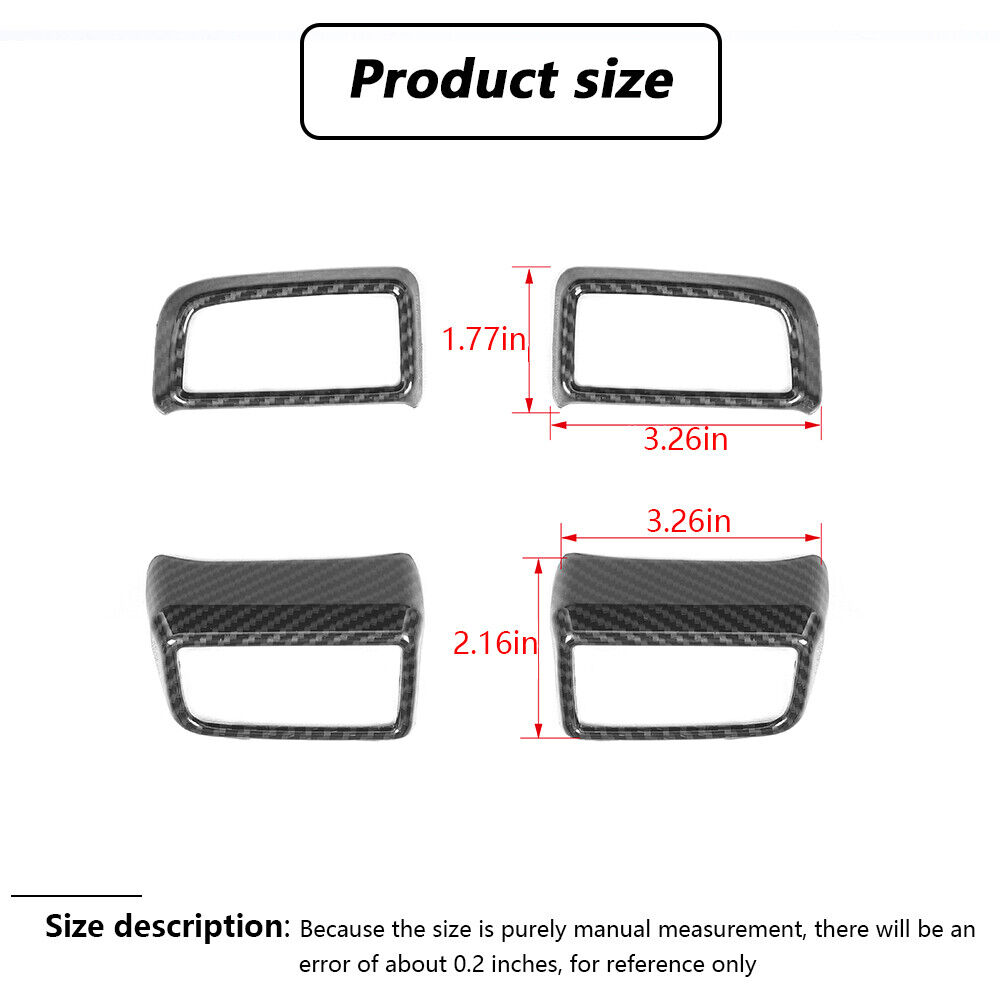 Product size
1.77in
3.26in
3.26in
2.16in
Size description: Because the size is purely manual measurement, there will be an
error of about 0.2 inches, for reference only